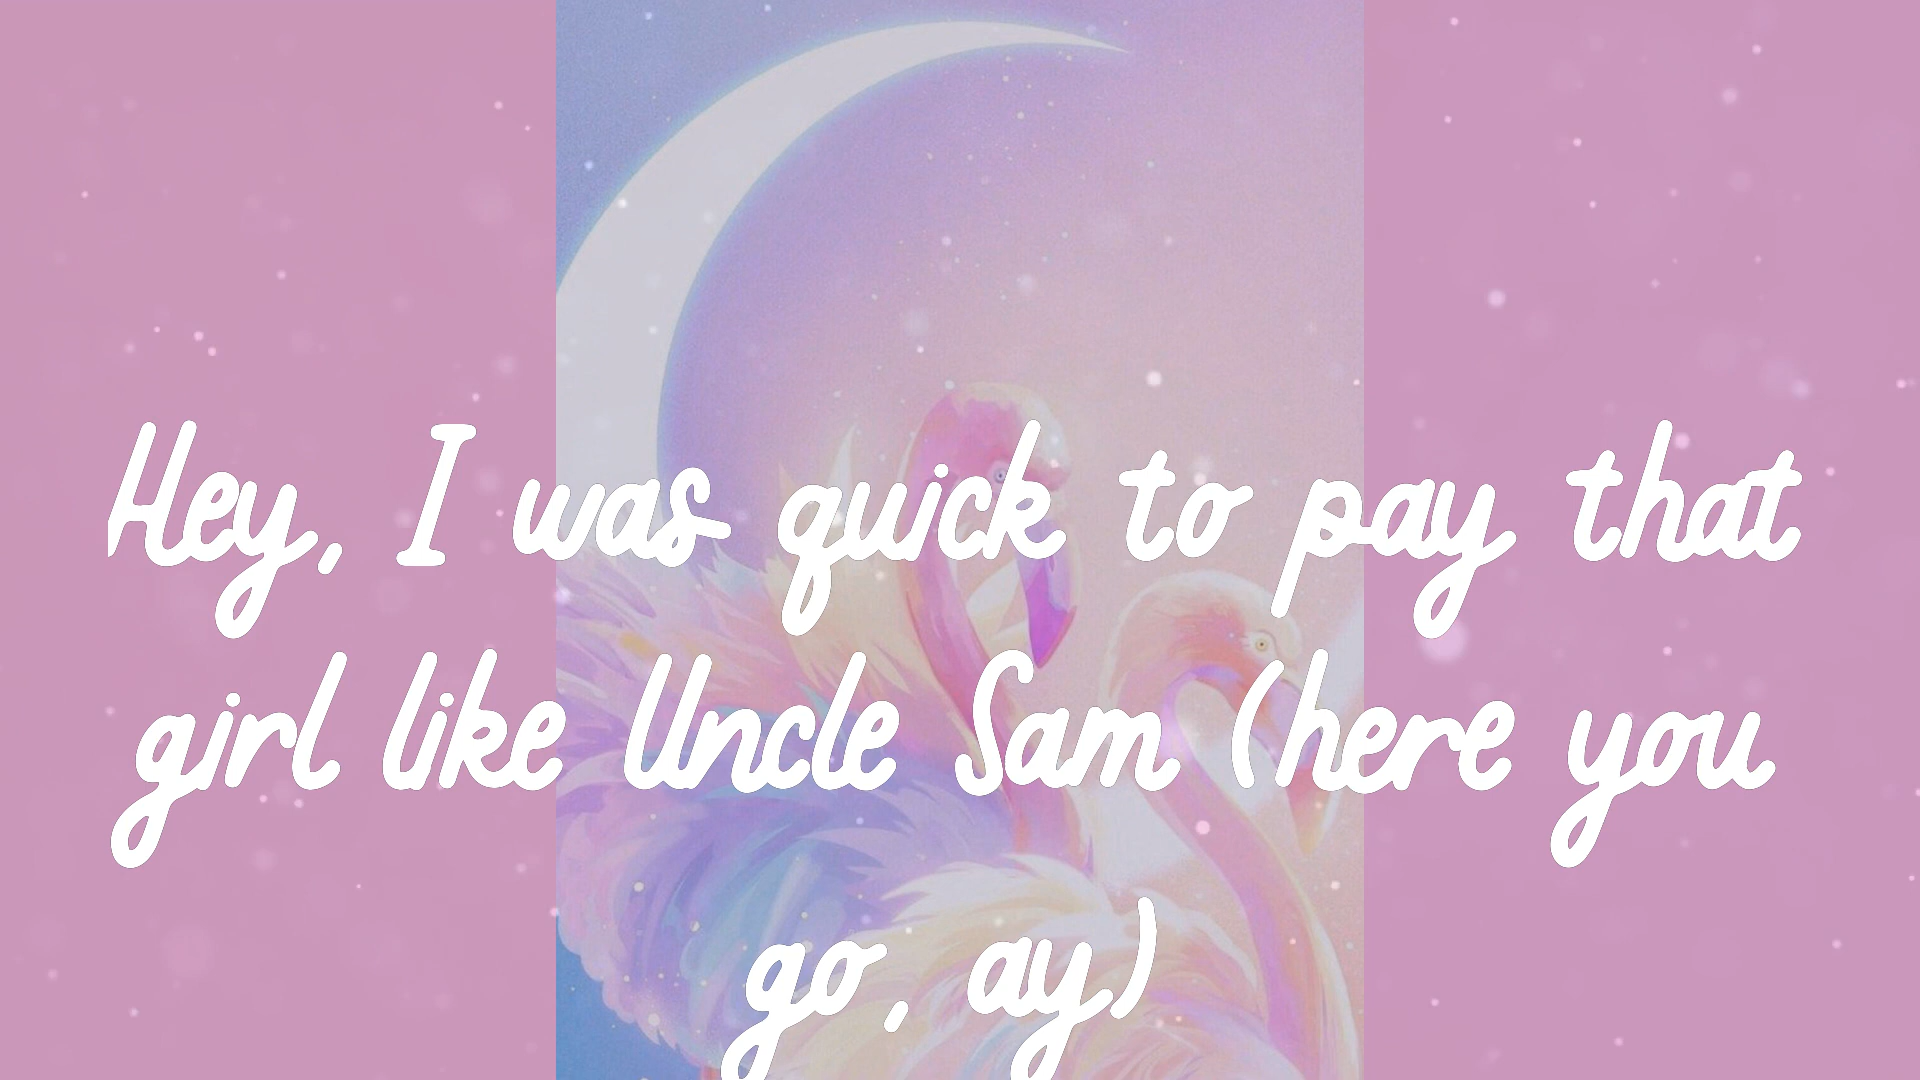 Hey, I was quick to pay that
girl like Uncle Sam (here you
go, ay)